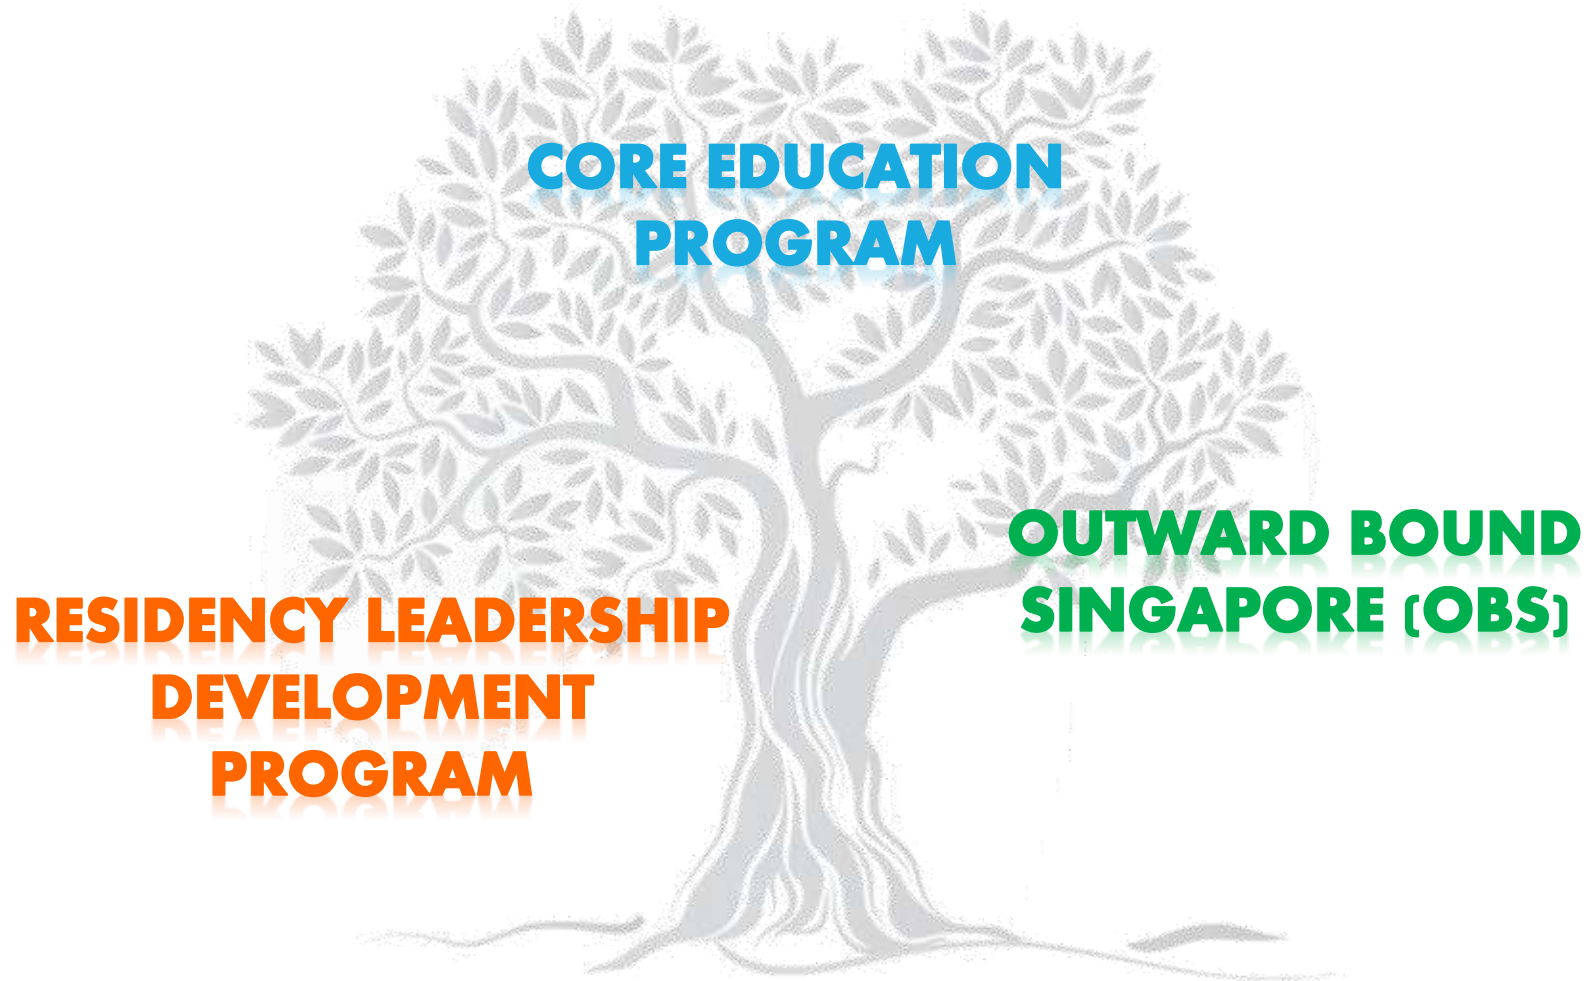 CORE EDUCATION
PROGRAM
OUTWARD BOUND
SINGAPORE (OBS)
RESIDENCY LEADERSHIP
DEVELOPMENT
PROGRAM